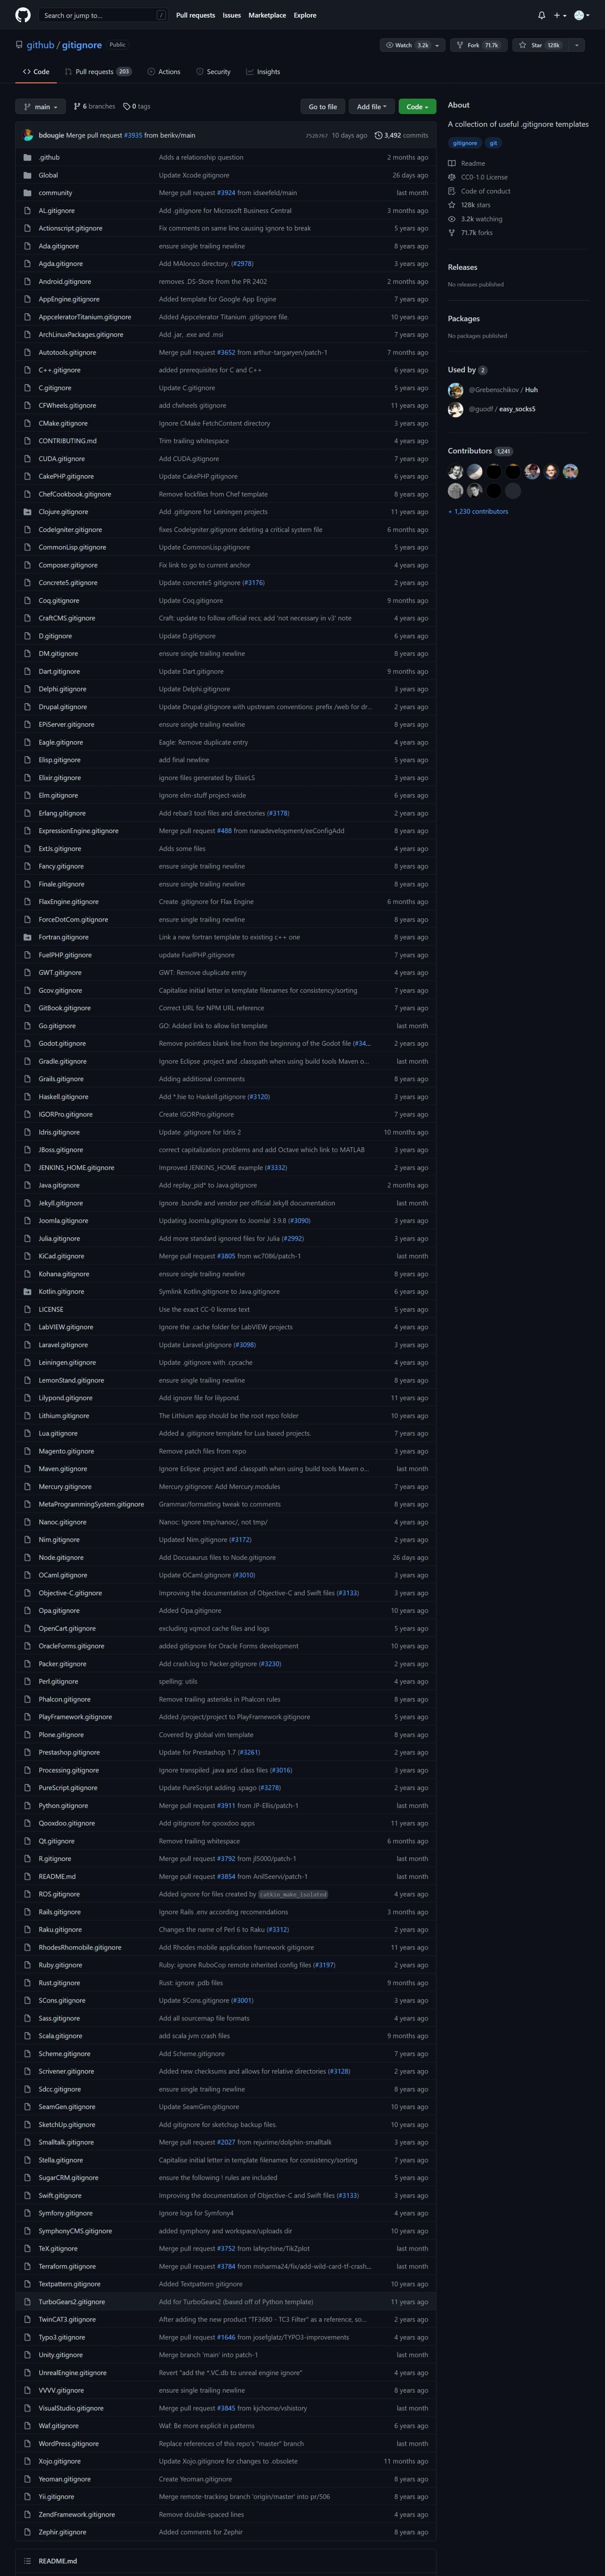 Search or jump to... /
Pull requests Issues Marketplace Explore
github / gitignore Public
Watch 3.2k Fork 71.7k Star 128k
Code Pull requests 203 Actions Security Insights
main 6 branches 0 tags Go to file Add file Code
bdougie Merge pull request #3935 from berikv/main 10 days ago 3,492 commits
.github Adds a relationship question 2 months ago
Global Update Xcode.gitignore 26 days ago
community Merge pull request #3924 from idseefeld/main last month
AL.gitignore Add .gitignore for Microsoft Business Central 3 months ago
Actionscript.gitignore Fix comments on same line causing ignore to break 5 years ago
Ada.gitignore ensure single trailing newline 8 years ago
Agda.gitignore Add MAlonzo directory. (#2978) 3 years ago
Android.gitignore removes .DS-Store from the PR 2402 2 months ago
AppEngine.gitignore Added template for Google App Engine 7 years ago
AppceleratorTitanium.gitignore Added Appcelerator Titanium .gitignore file. 10 years ago
ArchLinuxPackages.gitignore Add .jar, .exe and .msi 7 years ago
Autotools.gitignore Merge pull request #3652 from arthur-targaryen/patch-1 7 months ago
C++.gitignore added prerequisites for C and C++ 6 years ago
C.gitignore Update C.gitignore 5 years ago
CFWheels.gitignore add cfwheels gitignore 11 years ago
CMake.gitignore Ignore CMake FetchContent directory 3 years ago
CONTRIBUTING.md Trim trailing whitespace 4 years ago
CUDA.gitignore Add CUDA.gitignore 7 years ago
CakePHP.gitignore Update CakePHP.gitignore 6 years ago
ChefCookbook.gitignore Remove lockfiles from Chef template 8 years ago
Clojure.gitignore Add .gitignore for Leiningen projects 11 years ago
CodeIgniter.gitignore fixes CodeIgniter.gitignore deleting a critical system file 6 months ago
CommonLisp.gitignore Update CommonLisp.gitignore 5 years ago
Composer.gitignore Fix link to go to current anchor 4 years ago
Concrete5.gitignore Update concrete5 gitignore (#3176) 2 years ago
Coq.gitignore Update Coq.gitignore 9 months ago
CraftCMS.gitignore Craft: update to follow official recs; add 'not necessary in v3' note 4 years ago
D.gitignore Update D.gitignore 6 years ago
DM.gitignore ensure single trailing newline 8 years ago
Dart.gitignore Update Dart.gitignore 9 months ago
Delphi.gitignore Update Delphi.gitignore 3 years ago
Drupal.gitignore Update Drupal.gitignore with upstream conventions: prefix /web for dr... 2 years ago
EPiServer.gitignore ensure single trailing newline 8 years ago
Eagle.gitignore Eagle: Remove duplicate entry 4 years ago
Elisp.gitignore add final newline 5 years ago
Elixir.gitignore ignore files generated by ElixirLS 3 years ago
Elm.gitignore Ignore elm-stuff project-wide 6 years ago
Erlang.gitignore Add rebar3 tool files and directories (#3178) 2 years ago
ExpressionEngine.gitignore Merge pull request #488 from nanadevelopment/eeConfigAdd 8 years ago
ExtJs.gitignore Adds some files 4 years ago
Fancy.gitignore ensure single trailing newline 8 years ago
Finale.gitignore ensure single trailing newline 8 years ago
FlaxEngine.gitignore Create .gitignore for Flax Engine 6 months ago
ForceDotCom.gitignore ensure single trailing newline 8 years ago
Fortran.gitignore Link a new fortran template to existing c++ one 8 years ago
FuelPHP.gitignore update FuelPHP.gitignore 7 years ago
GWT.gitignore GWT: Remove duplicate entry 4 years ago
Gcov.gitignore Capitalise initial letter in template filenames for consistency/sorting 7 years ago
GitBook.gitignore Correct URL for NPM URL reference 7 years ago
Go.gitignore GO: Added link to allow list template last month
Godot.gitignore Remove pointless blank line from the beginning of the Godot file (#34... 2 years ago
Gradle.gitignore Ignore Eclipse .project and .classpath when using build tools Maven o... last month
Grails.gitignore Adding additional comments 8 years ago
Haskell.gitignore Add *.hie to Haskell.gitignore (#3120) 3 years ago
IGORPro.gitignore Create IGORPro.gitignore 7 years ago
Idris.gitignore Update .gitignore for Idris 2 10 months ago
JBoss.gitignore correct capitalization problems and add Octave which link to MATLAB 3 years ago
JENKINS_HOME.gitignore Improved JENKINS_HOME example (#3332) 2 years ago
Java.gitignore Add replay_pid* to Java.gitignore 2 months ago
Jekyll.gitignore Ignore .bundle and vendor per official Jekyll documentation last month
Joomla.gitignore Updating Joomla.gitignore to Joomla! 3.9.8 (#3090) 3 years ago
Julia.gitignore Add more standard ignored files for Julia (#2992) 3 years ago
KiCad.gitignore Merge pull request #3805 from wc7086/patch-1 last month
Kohana.gitignore ensure single trailing newline 8 years ago
Kotlin.gitignore Symlink Kotlin.gitignore to Java.gitignore 6 years ago
LICENSE Use the exact CC-0 license text 5 years ago
LabVIEW.gitignore Ignore the .cache folder for LabVIEW projects 4 years ago
Laravel.gitignore Update Laravel.gitignore (#3098) 3 years ago
Leiningen.gitignore Update .gitignore with .cpcache 4 years ago
LemonStand.gitignore ensure single trailing newline 8 years ago
Lilypond.gitignore Add ignore file for lilypond. 11 years ago
Lithium.gitignore The Lithium app should be the root repo folder 10 years ago
Lua.gitignore Added a .gitignore template for Lua based projects. 7 years ago
Magento.gitignore Remove patch files from repo 3 years ago
Maven.gitignore Ignore Eclipse .project and .classpath when using build tools Maven o... last month
Mercury.gitignore Mercury.gitignore: Add Mercury.modules 7 years ago
MetaProgrammingSystem.gitignore Grammar/formatting tweak to comments 8 years ago
Nanoc.gitignore Nanoc: Ignore tmp/nanoc/, not tmp/ 4 years ago
Nim.gitignore Updated Nim.gitignore (#3172) 2 years ago
Node.gitignore Add Docusaurus files to Node.gitignore 26 days ago
OCaml.gitignore Update OCaml.gitignore (#3010) 3 years ago
Objective-C.gitignore Improving the documentation of Objective-C and Swift files (#3133) 3 years ago
Opa.gitignore Added Opa.gitignore 10 years ago
OpenCart.gitignore excluding vqmod cache files and logs 5 years ago
OracleForms.gitignore added gitignore for Oracle Forms development 10 years ago
Packer.gitignore Add crash.log to Packer.gitignore (#3230) 2 years ago
Perl.gitignore spelling: utils 4 years ago
Phalcon.gitignore Remove trailing asterisks in Phalcon rules 8 years ago
PlayFramework.gitignore Added /project/project to PlayFramework.gitignore 5 years ago
Plone.gitignore Covered by global vim template 8 years ago
Prestashop.gitignore Update for Prestashop 1.7 (#3261) 2 years ago
Processing.gitignore Ignore transpiled .java and .class files (#3016) 3 years ago
PureScript.gitignore Update PureScript adding .spago (#3278) 2 years ago
Python.gitignore Merge pull request #3911 from JP-Ellis/patch-1 last month
Qooxdoo.gitignore Add gitignore for qooxdoo apps 11 years ago
Qt.gitignore Remove trailing whitespace 6 months ago
R.gitignore Merge pull request #3792 from jl5000/patch-1 last month
README.md Merge pull request #3854 from AnilSeervi/patch-1 last month
ROS.gitignore Added ignore for files created by catkin_make_isolated 4 years ago
Rails.gitignore Ignore Rails .env according recomendations 3 months ago
Raku.gitignore Changes the name of Perl 6 to Raku (#3312) 2 years ago
RhodesRhomobile.gitignore Add Rhodes mobile application framework gitignore 11 years ago
Ruby.gitignore Ruby: ignore RuboCop remote inherited config files (#3197) 2 years ago
Rust.gitignore Rust: ignore .pdb files 9 months ago
SCons.gitignore Update SCons.gitignore (#3001) 3 years ago
Sass.gitignore Add all sourcemap file formats 4 years ago
Scala.gitignore add scala jvm crash files 9 months ago
Scheme.gitignore Add Scheme.gitignore 7 years ago
Scrivener.gitignore Added new checksums and allows for relative directories (#3128) 2 years ago
Sdcc.gitignore ensure single trailing newline 8 years ago
SeamGen.gitignore Update SeamGen.gitignore 10 years ago
SketchUp.gitignore Add gitignore for sketchup backup files. 10 years ago
Smalltalk.gitignore Merge pull request #2027 from rejurime/dolphin-smalltalk 3 years ago
Stella.gitignore Capitalise initial letter in template filenames for consistency/sorting 7 years ago
SugarCRM.gitignore ensure the following ! rules are included 5 years ago
Swift.gitignore Improving the documentation of Objective-C and Swift files (#3133) 3 years ago
Symfony.gitignore Ignore logs for Symfony4 4 years ago
SymphonyCMS.gitignore added symphony and workspace/uploads dir 10 years ago
TeX.gitignore Merge pull request #3752 from lafeychine/TikZplot last month
Terraform.gitignore Merge pull request #3784 from msharma24/fix/add-wild-card-tf-crash... last month
Textpattern.gitignore Added Textpattern gitignore 10 years ago
TurboGears2.gitignore Add for TurboGears2 (based off of Python template) 11 years ago
TwinCAT3.gitignore After adding the new product "TF3680 - TC3 Filter" as a reference, so... 2 years ago
Typo3.gitignore Merge pull request #1646 from josefglatz/TYPO3-improvements 4 years ago
Unity.gitignore Merge branch 'main' into patch-1 last month
UnrealEngine.gitignore Revert "add the *.VC.db to unreal engine ignore" 4 years ago
VVVV.gitignore ensure single trailing newline 8 years ago
VisualStudio.gitignore Merge pull request #3845 from kjchome/vshistory last month
Waf.gitignore Waf: Be more explicit in patterns 6 years ago
WordPress.gitignore Replace references of this repo's "master" branch last month
Xojo.gitignore Update Xojo.gitignore for changes to .obsolete 11 months ago
Yeoman.gitignore Create Yeoman.gitignore 8 years ago
Yii.gitignore Merge remote-tracking branch 'origin/master' into pr/506 8 years ago
ZendFramework.gitignore Remove double-spaced lines 4 years ago
Zephir.gitignore Added comments for Zephir 8 years ago
README.md
About
A collection of useful .gitignore templates
gitignore git
Readme
CC0-1.0 License
Code of conduct
128k stars
3.2k watching
71.7k forks
Releases
No releases published
Packages
No packages published
Used by 2
@Grebenschikov / Huh
@guodf / easy_socks5
Contributors 1,241
+ 1,230 contributors